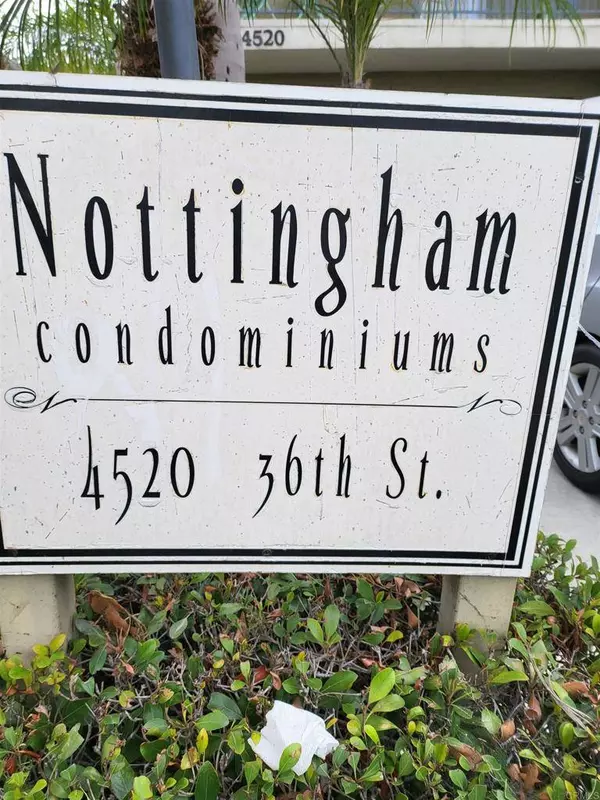 4520
Nottingham
condominiums
4520 36th St.